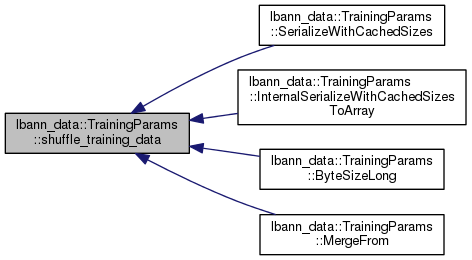 lbann_data::TrainingParams
::SerializeWithCachedSizes
lbann_data::TrainingParams
::InternalSerializeWithCachedSizes
ToArray
lbann_data::TrainingParams
::shuffle_training_data
lbann_data::TrainingParams
::ByteSizeLong
lbann_data::TrainingParams
::MergeFrom